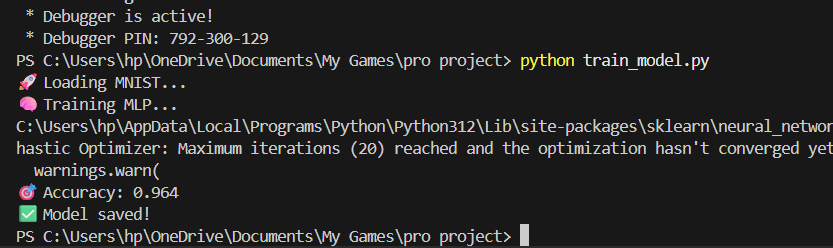 * Debugger is active!
* Debugger PIN: 792-300-129
PS C:\Users\hp\OneDrive\Documents\My Games\pro project> python train_model.py
🚀 Loading MNIST...
🧠 Training MLP...
C:\Users\hp\AppData\Local\Programs\Python\Python312\Lib\site-packages\sklearn\neural_networ
hastic Optimizer: Maximum iterations (20) reached and the optimization hasn't converged yet
warnings.warn(
🎯 Accuracy: 0.964
✅ Model saved!
PS C:\Users\hp\OneDrive\Documents\My Games\pro project>